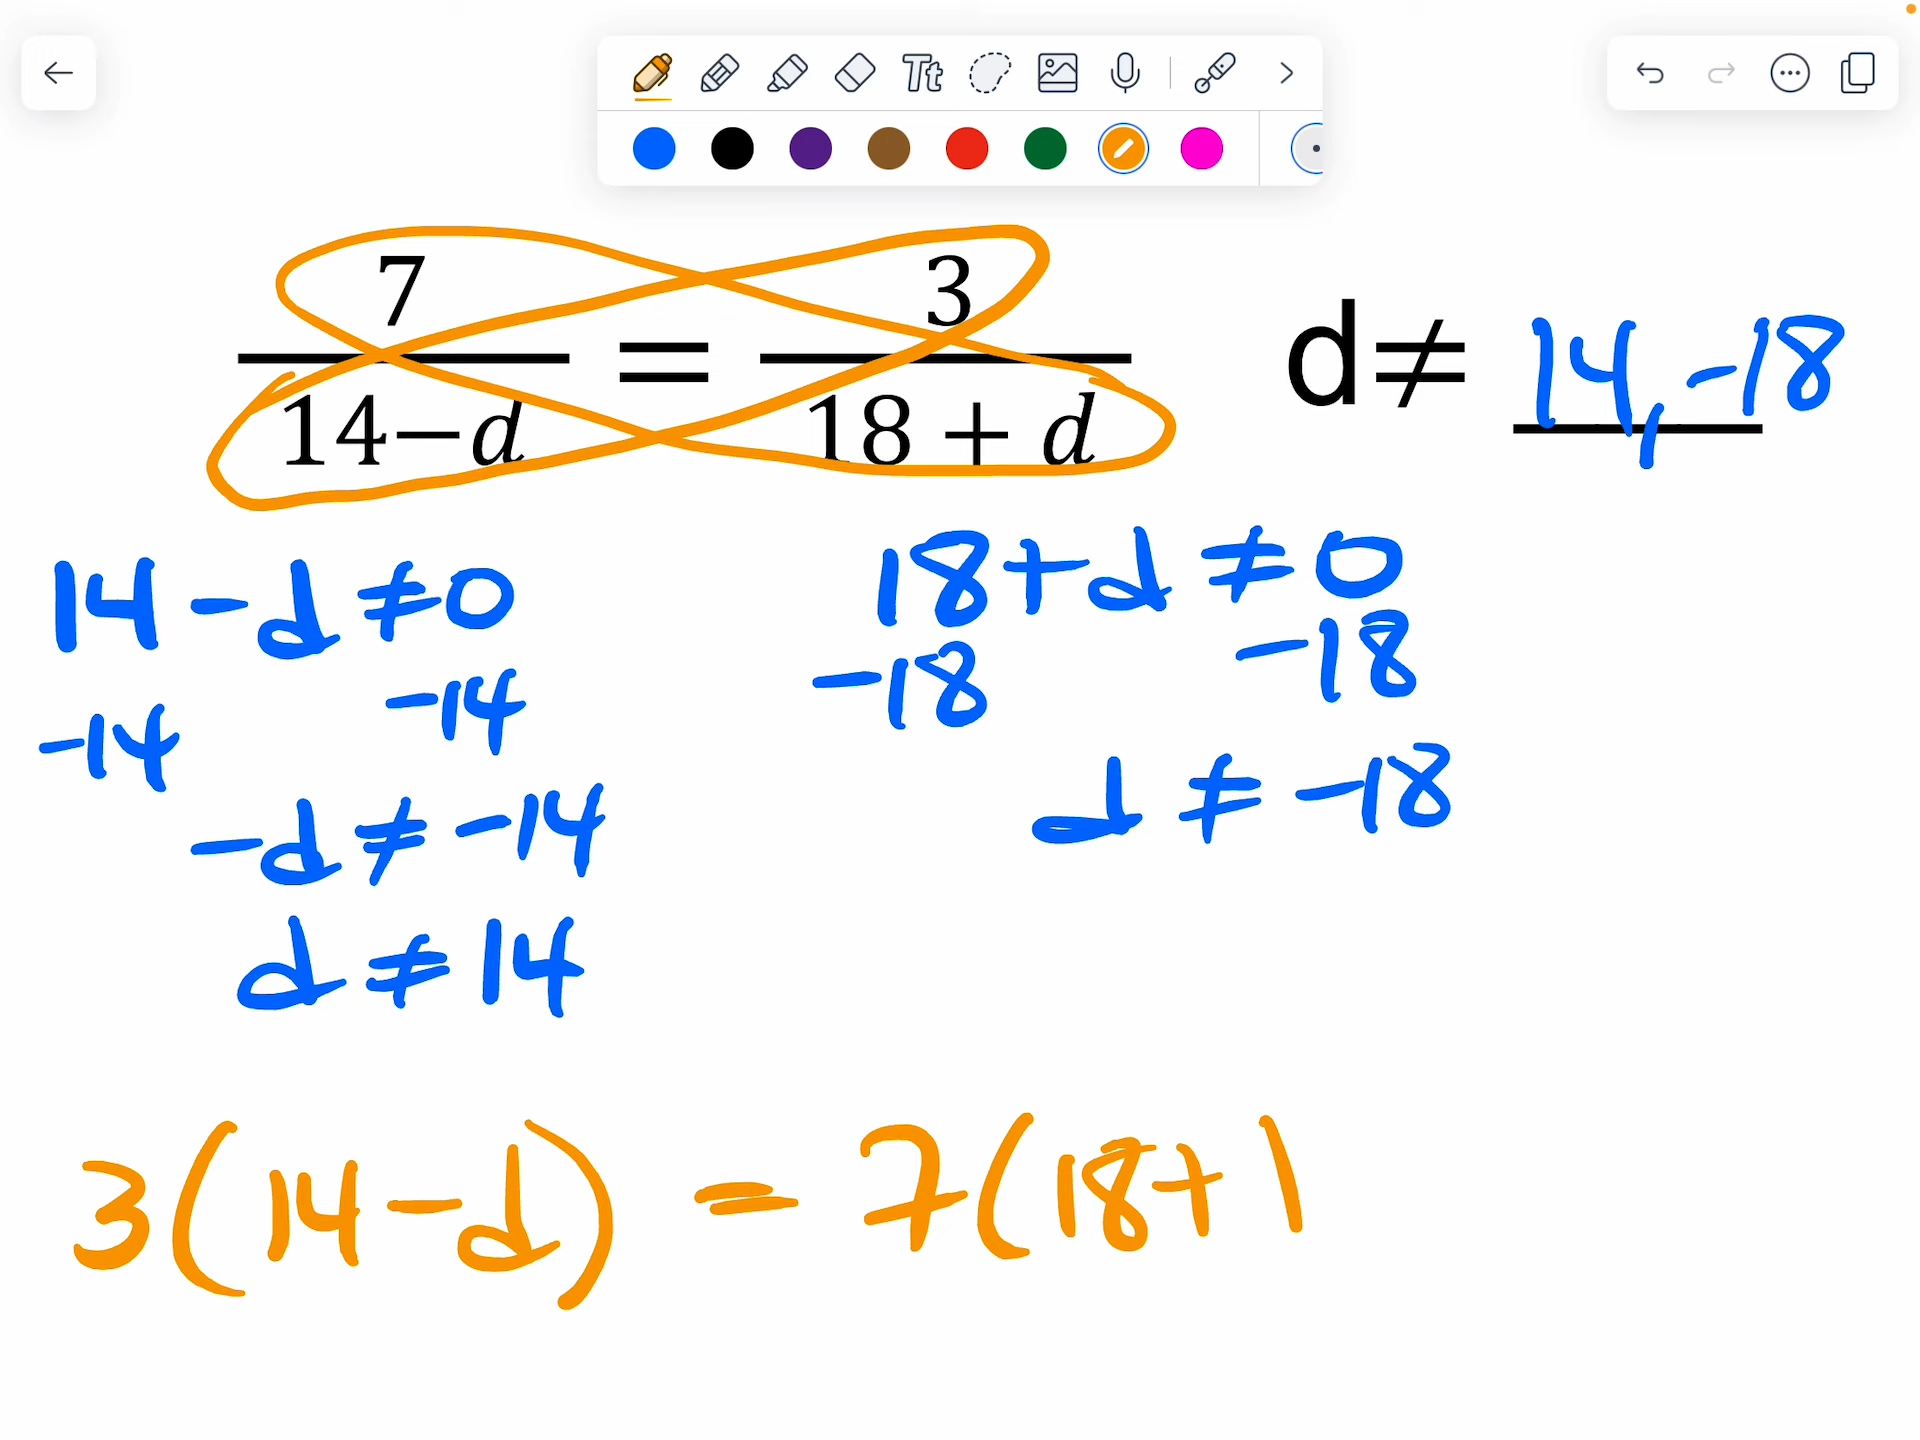 Tt
7 3
= d≠ 14, -18
14−d 18 + d
14 - d ≠ 0 18 + d ≠ 0
-14 -14 -18 -18
-d ≠ -14 d ≠ -18
d ≠ 14
3(14-d) = 7(18+ )